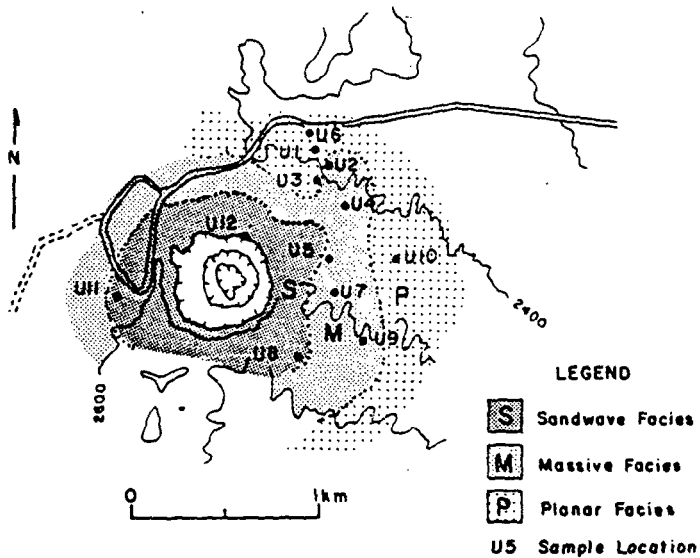 N
U6
U1
U2
U3
U4
U12
U5
U10
U11
S
U7
P
M
U9
U8
2400
2600
LEGEND
S Sandwave Facies
M Massive Facies
P Planar Facies
U5 Sample Location
0 1km